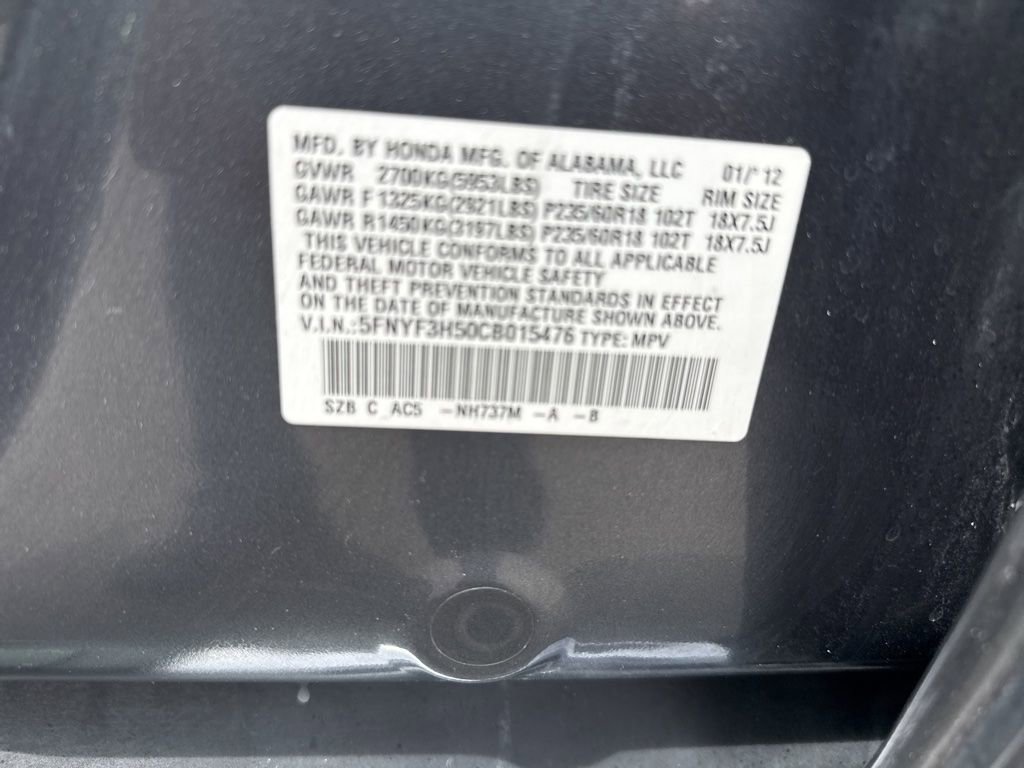 MFD. BY HONDA MFG. OF ALABAMA, LLC 01/'12
GVWR 2700KG(5953LBS) TIRE SIZE RIM SIZE
GAWR F 1325KG(2921LBS) P235/60R18 102T 18X7.5J
GAWR R1450KG(3197LBS) P235/60R18 102T 18X7.5J
THIS VEHICLE CONFORMS TO ALL APPLICABLE
FEDERAL MOTOR VEHICLE SAFETY
AND THEFT PREVENTION STANDARDS IN EFFECT
ON THE DATE OF MANUFACTURE SHOWN ABOVE.
V.I.N.:5FNYF3H50CB015476 TYPE: MPV
SZB C AC5 -NH737M -A -B